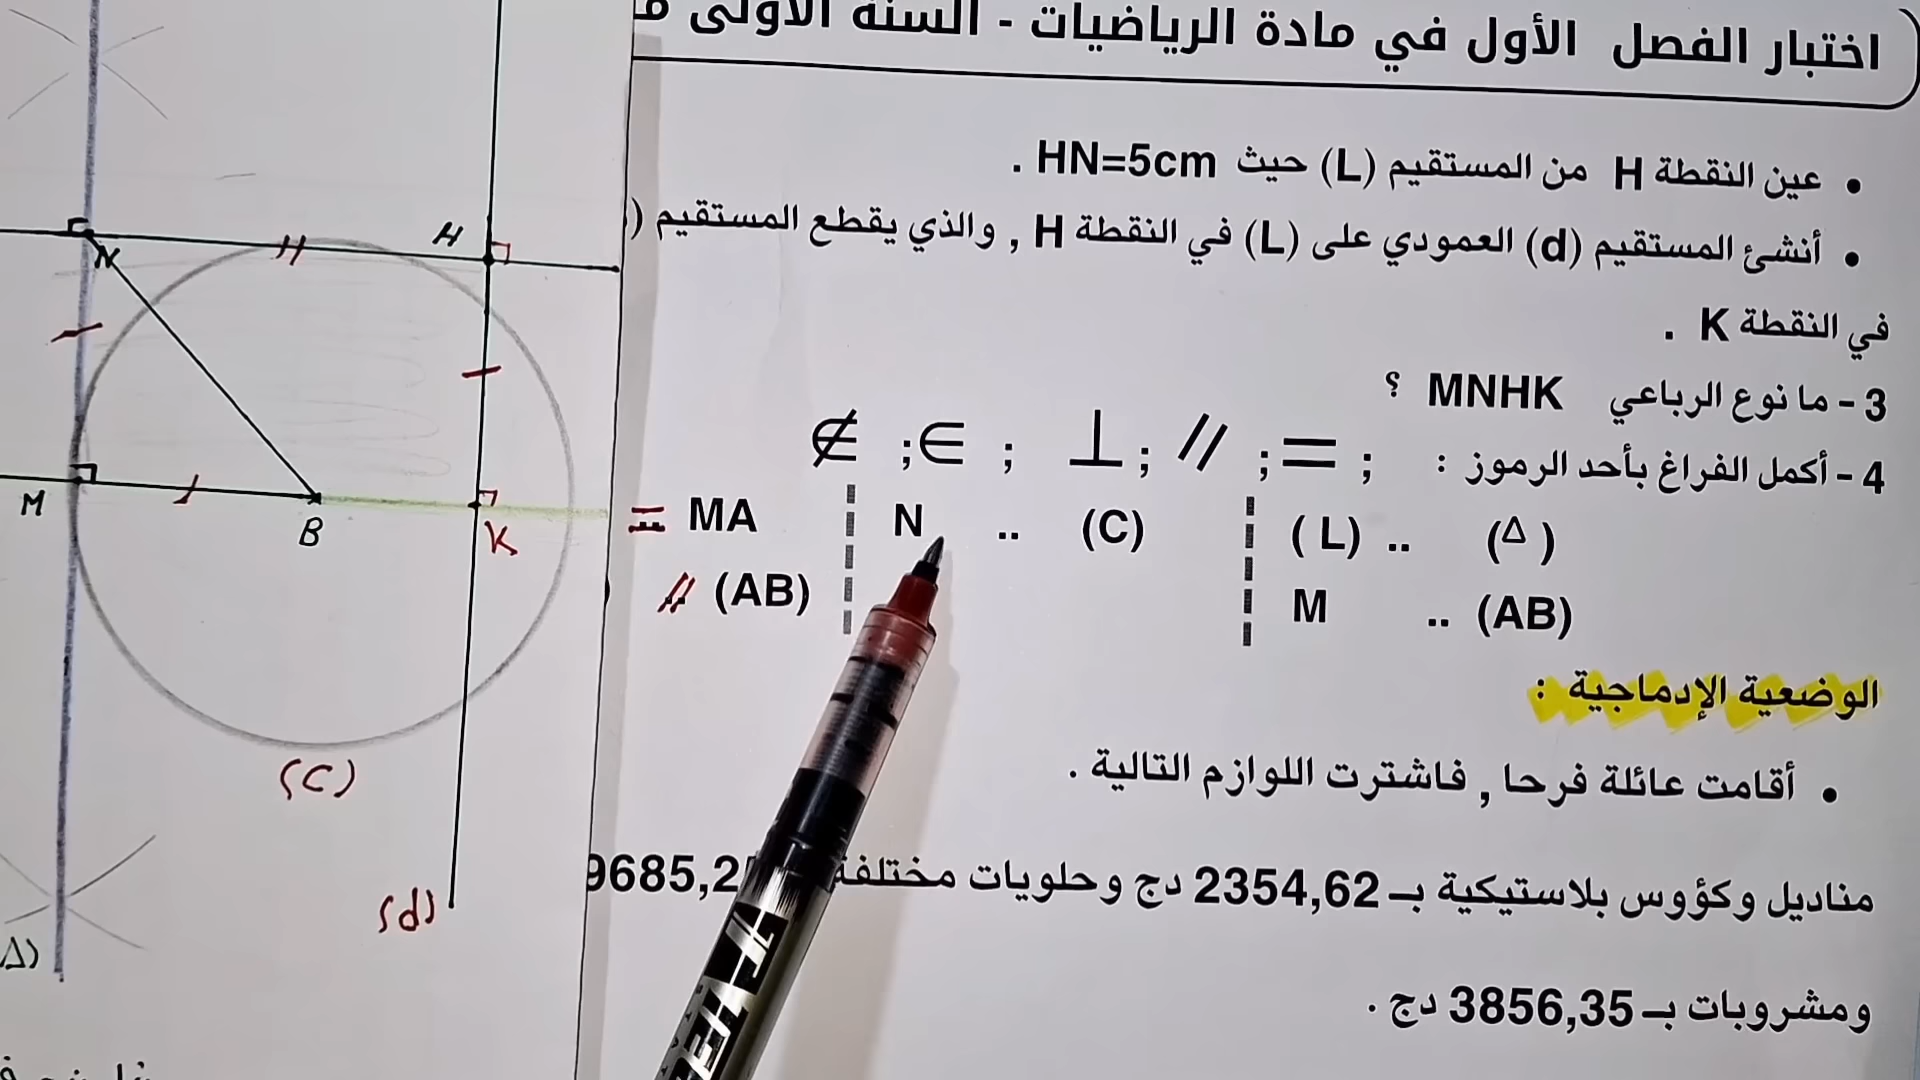 اختبار الفصل الأول في مادة الرياضيات - السنة الأولى
• عين النقطة H من المستقيم (L) حيث HN=5cm .
• أنشئ المستقيم (d) العمودي على (L) في النقطة H , والذي يقطع المستقيم (
في النقطة K .
3 - ما نوع الرباعي MNHK ؟
4 - أكمل الفراغ بأحد الرموز : ; = ; // ; ⊥ ; ∈ ; ∉
= MA N .. (C) (L) .. (Δ)
// (AB) M .. (AB)
الوضعية الإدماجية :
• أقامت عائلة فرحا , فاشترت اللوازم التالية .
مناديل وكؤوس بلاستيكية بـ 2354,62 دج وحلويات مختلفة 9685,2
ومشروبات بـ 3856,35 دج .
N
H
M
B
K
(C)
(d)
Δ)